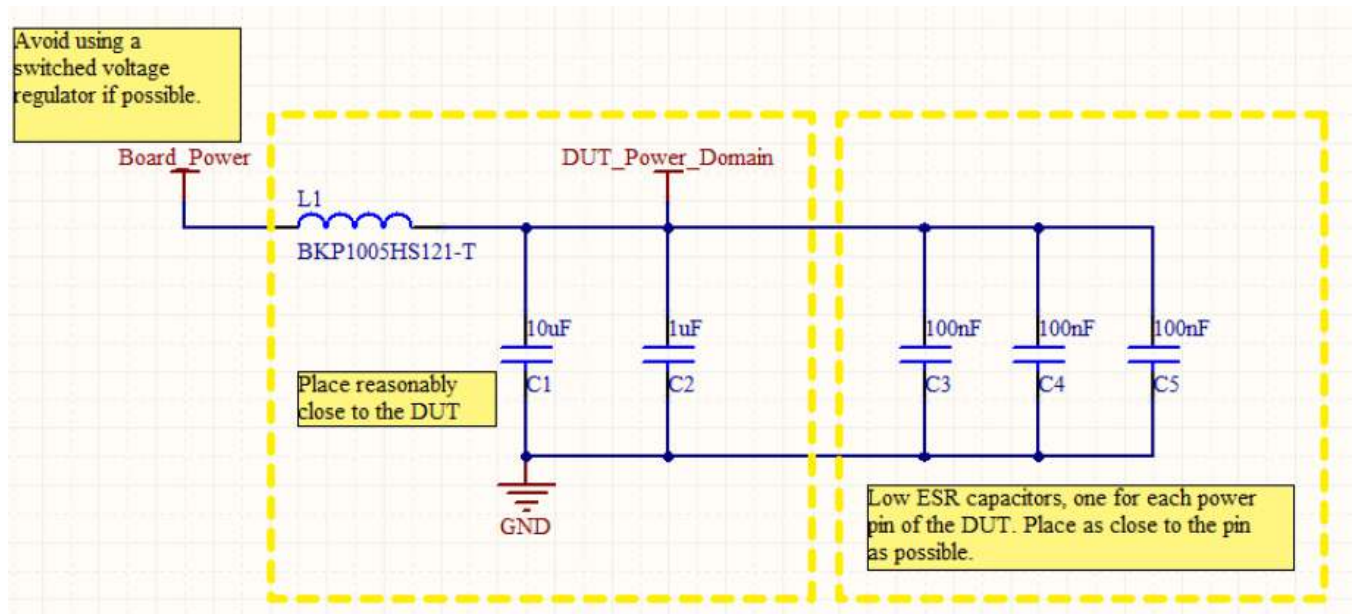 Avoid using a
switched voltage
regulator if possible.
Board_Power
DUT_Power_Domain
L1
BKP1005HS121-T
10uF
1uF
100nF
100nF
100nF
C1
C2
C3
C4
C5
Place reasonably
close to the DUT
GND
Low ESR capacitors, one for each power
pin of the DUT. Place as close to the pin
as possible.